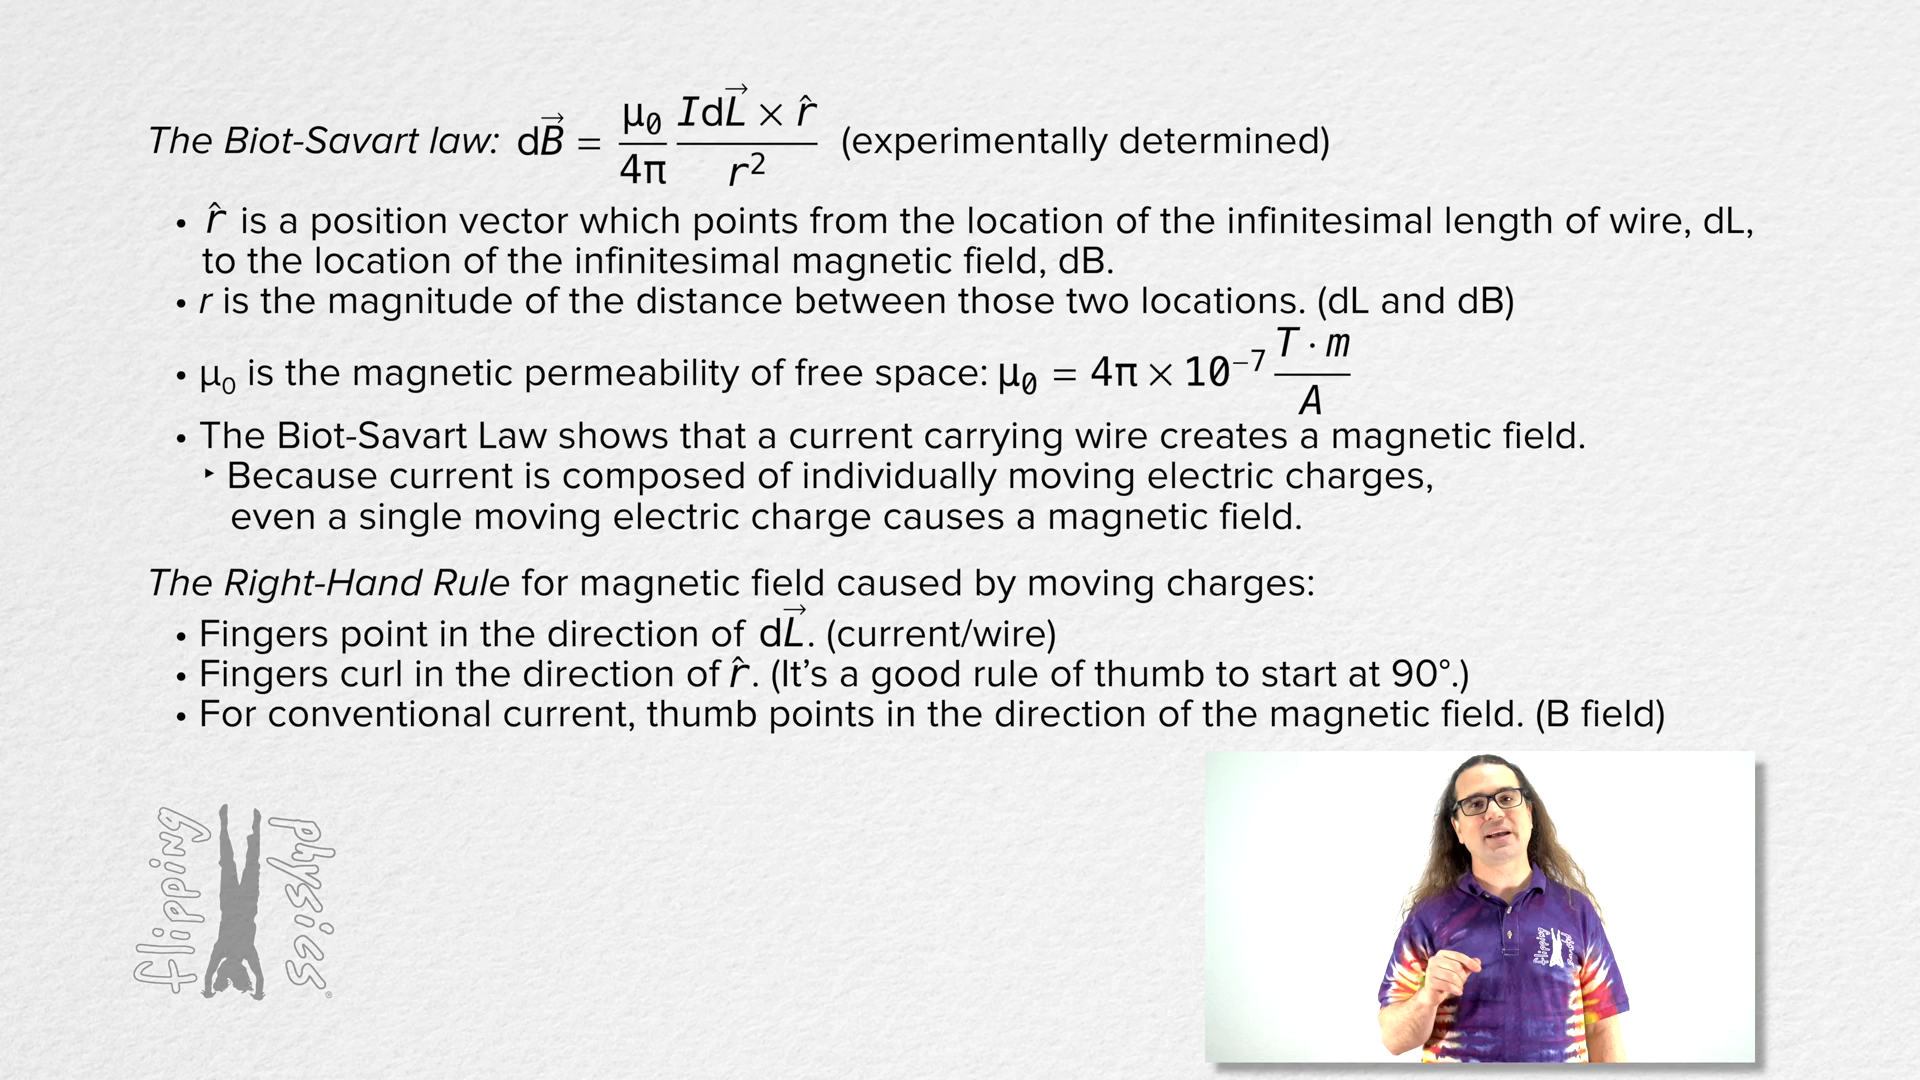 The Biot-Savart law: dB⃗ = μ₀/4π IdL⃗ × r̂/r² (experimentally determined)
• r̂ is a position vector which points from the location of the infinitesimal length of wire, dL,
to the location of the infinitesimal magnetic field, dB.
• r is the magnitude of the distance between those two locations. (dL and dB)
• μ₀ is the magnetic permeability of free space: μ₀ = 4π × 10⁻⁷ T · m/A
• The Biot-Savart Law shows that a current carrying wire creates a magnetic field.
‣ Because current is composed of individually moving electric charges,
even a single moving electric charge causes a magnetic field.
The Right-Hand Rule for magnetic field caused by moving charges:
• Fingers point in the direction of dL⃗. (current/wire)
• Fingers curl in the direction of r̂. (It’s a good rule of thumb to start at 90°.)
• For conventional current, thumb points in the direction of the magnetic field. (B field)
flipping
physics®
flipping
physics